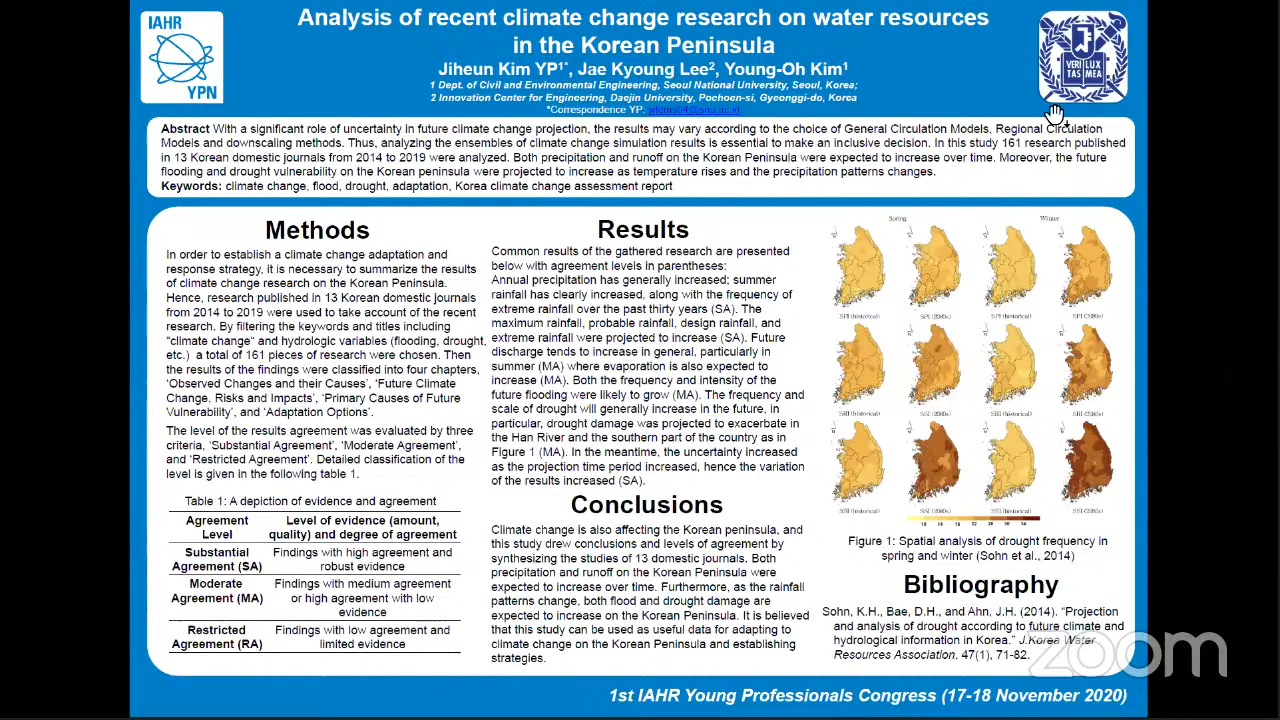 IAHR
YPN
Analysis of recent climate change research on water resources
in the Korean Peninsula
Jiheun Kim YP1*, Jae Kyoung Lee2, Young-Oh Kim1
1 Dept. of Civil and Environmental Engineering, Seoul National University, Seoul, Korea;
2 Innovation Center for Engineering, Daejin University, Pochoen-si, Gyeonggi-do, Korea
*Correspondence YP:
VERI LUX
TAS MEA
Abstract With a significant role of uncertainty in future climate change projection, the results may vary according to the choice of General Circulation Models, Regional Circulation
Models and downscaling methods. Thus, analyzing the ensembles of climate change simulation results is essential to make an inclusive decision. In this study 161 research published
in 13 Korean domestic journals from 2014 to 2019 were analyzed. Both precipitation and runoff on the Korean Peninsula were expected to increase over time. Moreover, the future
flooding and drought vulnerability on the Korean peninsula were projected to increase as temperature rises and the precipitation patterns changes.
Keywords: climate change, flood, drought, adaptation, Korea climate change assessment report
Methods
In order to establish a climate change adaptation and
response strategy, it is necessary to summarize the results
of climate change research on the Korean Peninsula.
Hence, research published in 13 Korean domestic journals
from 2014 to 2019 were used to take account of the recent
research. By filtering the keywords and titles including
"climate change" and hydrologic variables (flooding, drought,
etc.) a total of 161 pieces of research were chosen. Then
the results of the findings were classified into four chapters,
'Observed Changes and their Causes', 'Future Climate
Change, Risks and Impacts', 'Primary Causes of Future
Vulnerability', and 'Adaptation Options'.
The level of the results agreement was evaluated by three
criteria, 'Substantial Agreement', 'Moderate Agreement',
and 'Restricted Agreement'. Detailed classification of the
level is given in the following table 1.
Table 1: A depiction of evidence and agreement
Agreement Level
Level of evidence (amount, quality) and degree of agreement
Substantial Agreement (SA)
Findings with high agreement and robust evidence
Moderate Agreement (MA)
Findings with medium agreement or high agreement with low evidence
Restricted Agreement (RA)
Findings with low agreement and limited evidence
Results
Common results of the gathered research are presented
below with agreement levels in parentheses:
Annual precipitation has generally increased; summer
rainfall has clearly increased, along with the frequency of
extreme rainfall over the past thirty years (SA). The
maximum rainfall, probable rainfall, design rainfall, and
extreme rainfall were projected to increase (SA). Future
discharge tends to increase in general, particularly in
summer (MA) where evaporation is also expected to
increase (MA). Both the frequency and intensity of the
future flooding were likely to grow (MA). The frequency and
scale of drought will generally increase in the future, in
particular, drought damage was projected to exacerbate in
the Han River and the southern part of the country as in
Figure 1 (MA). In the meantime, the uncertainty increased
as the projection time period increased, hence the variation
of the results increased (SA).
Conclusions
Climate change is also affecting the Korean peninsula, and
this study drew conclusions and levels of agreement by
synthesizing the studies of 13 domestic journals. Both
precipitation and runoff on the Korean Peninsula were
expected to increase over time. Furthermore, as the rainfall
patterns change, both flood and drought damage are
expected to increase on the Korean Peninsula. It is believed
that this study can be used as useful data for adapting to
climate change on the Korean Peninsula and establishing
strategies.
Spring Winter
SPI (historical) SPI (2080s) SPI (historical) SPI (2080s)
SRI (historical) SRI (historical)
SSI (historical) SSI (2080s) SSI (historical) SSI (2080s)
Figure 1: Spatial analysis of drought frequency in
spring and winter (Sohn et al., 2014)
Bibliography
Sohn, K.H., Bae, D.H., and Ahn, J.H. (2014). "Projection
and analysis of drought according to future climate and
hydrological information in Korea." J.Korea Water
Resources Association, 47(1), 71-82.
zoom
1st IAHR Young Professionals Congress (17-18 November 2020)